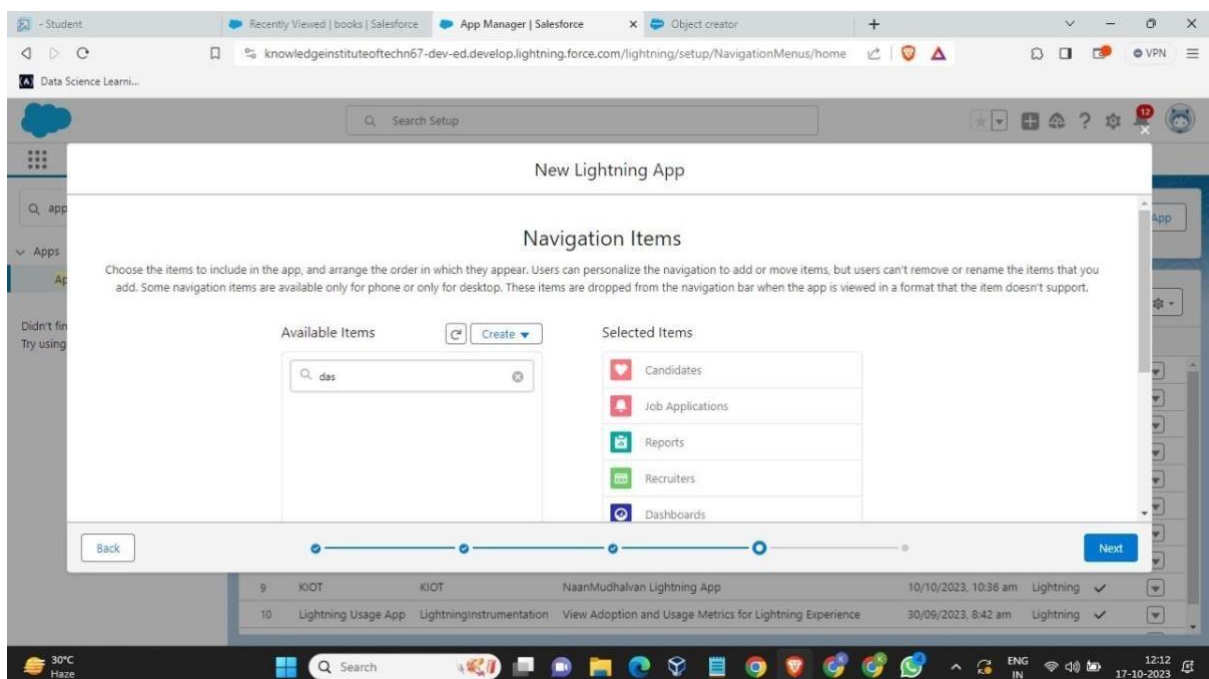 - Student
Recently Viewed | books | Salesforce
App Manager | Salesforce
Object creator
knowledgeinstituteoftechn67-dev-ed.develop.lightning.force.com/lightning/setup/NavigationMenus/home
VPN
Data Science Learni...
Search Setup
12
New Lightning App
app
App
Apps
Ap
Didn't fin
Try using
Navigation Items
Choose the items to include in the app, and arrange the order in which they appear. Users can personalize the navigation to add or move items, but users can't remove or rename the items that you
add. Some navigation items are available only for phone or only for desktop. These items are dropped from the navigation bar when the app is viewed in a format that the item doesn't support.
Available Items
Create
Selected Items
das
Candidates
Job Applications
Reports
Recruiters
Dashboards
Back
Next
9 KIOT KIOT NaanMudhalvan Lightning App 10/10/2023, 10:36 am Lightning
10 Lightning Usage App LightningInstrumentation View Adoption and Usage Metrics for Lightning Experience 30/09/2023, 8:42 am Lightning
30°C
Haze
Search
ENG
IN
12:12
17-10-2023